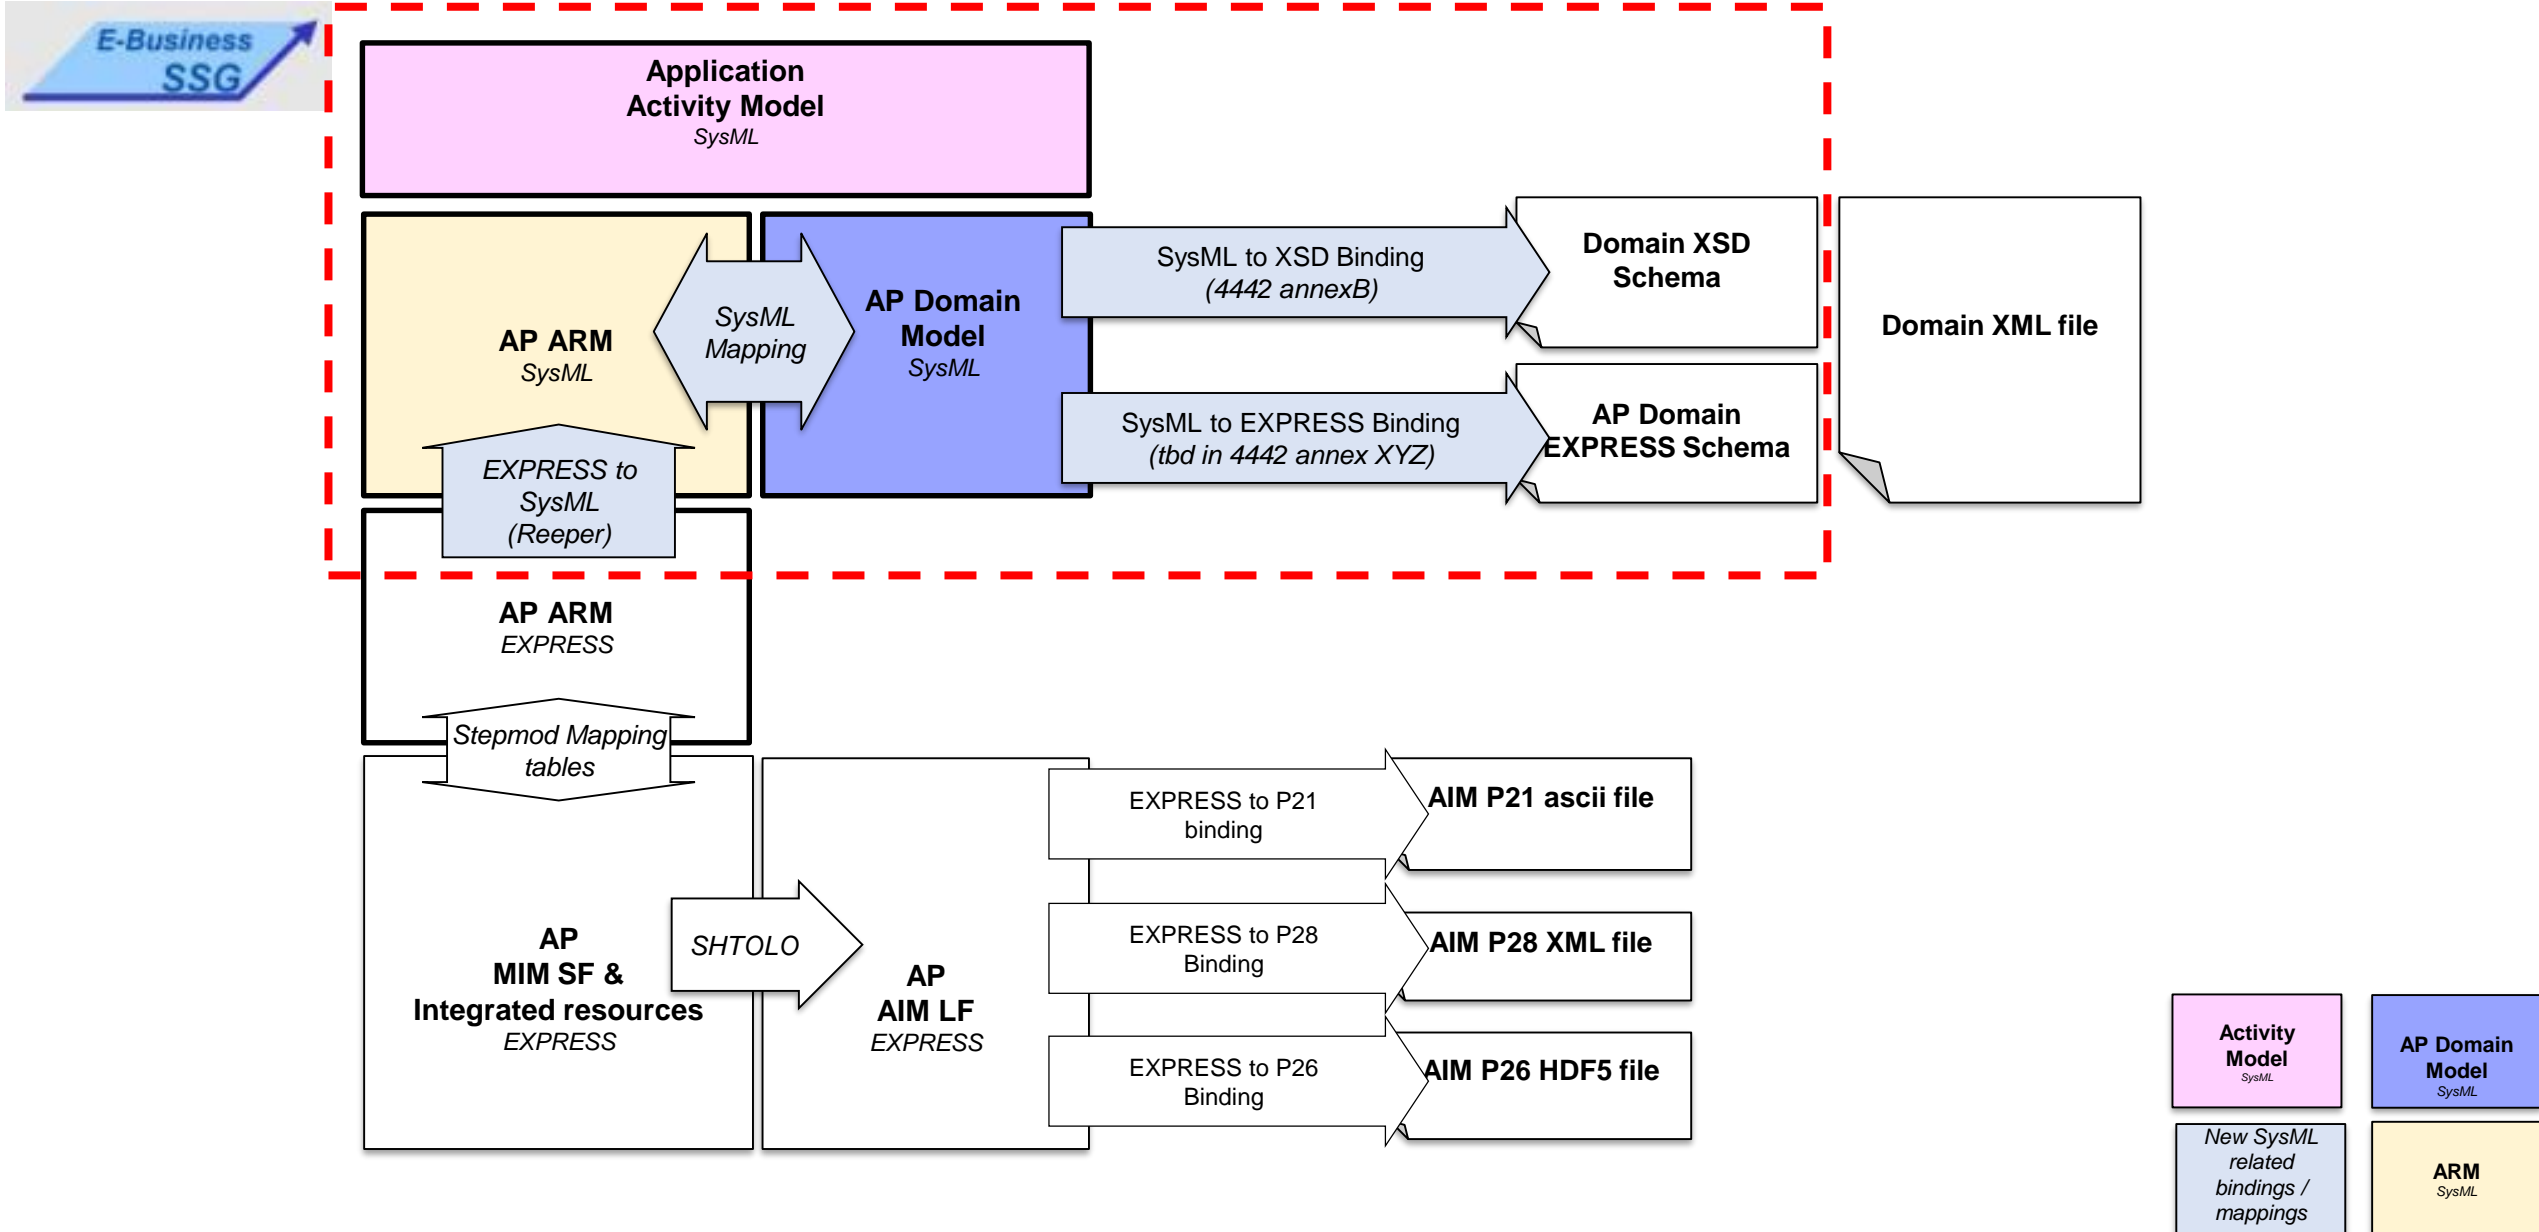 E-Business
SSG
Application
Activity Model
SysML
AP ARM
SysML
SysML
Mapping
AP Domain
Model
SysML
SysML to XSD Binding
(4442 annexB)
Domain XSD
Schema
Domain XML file
SysML to EXPRESS Binding
(tbd in 4442 annex XYZ)
AP Domain
EXPRESS Schema
EXPRESS to
SysML
(Reeper)
AP ARM
EXPRESS
Stepmod Mapping
tables
AP
MIM SF &
Integrated resources
EXPRESS
SHTOLO
AP
AIM LF
EXPRESS
EXPRESS to P21
binding
AIM P21 ascii file
EXPRESS to P28
Binding
AIM P28 XML file
EXPRESS to P26
Binding
AIM P26 HDF5 file
Activity
Model
SysML
AP Domain
Model
SysML
New SysML
related
bindings /
mappings
ARM
SysML